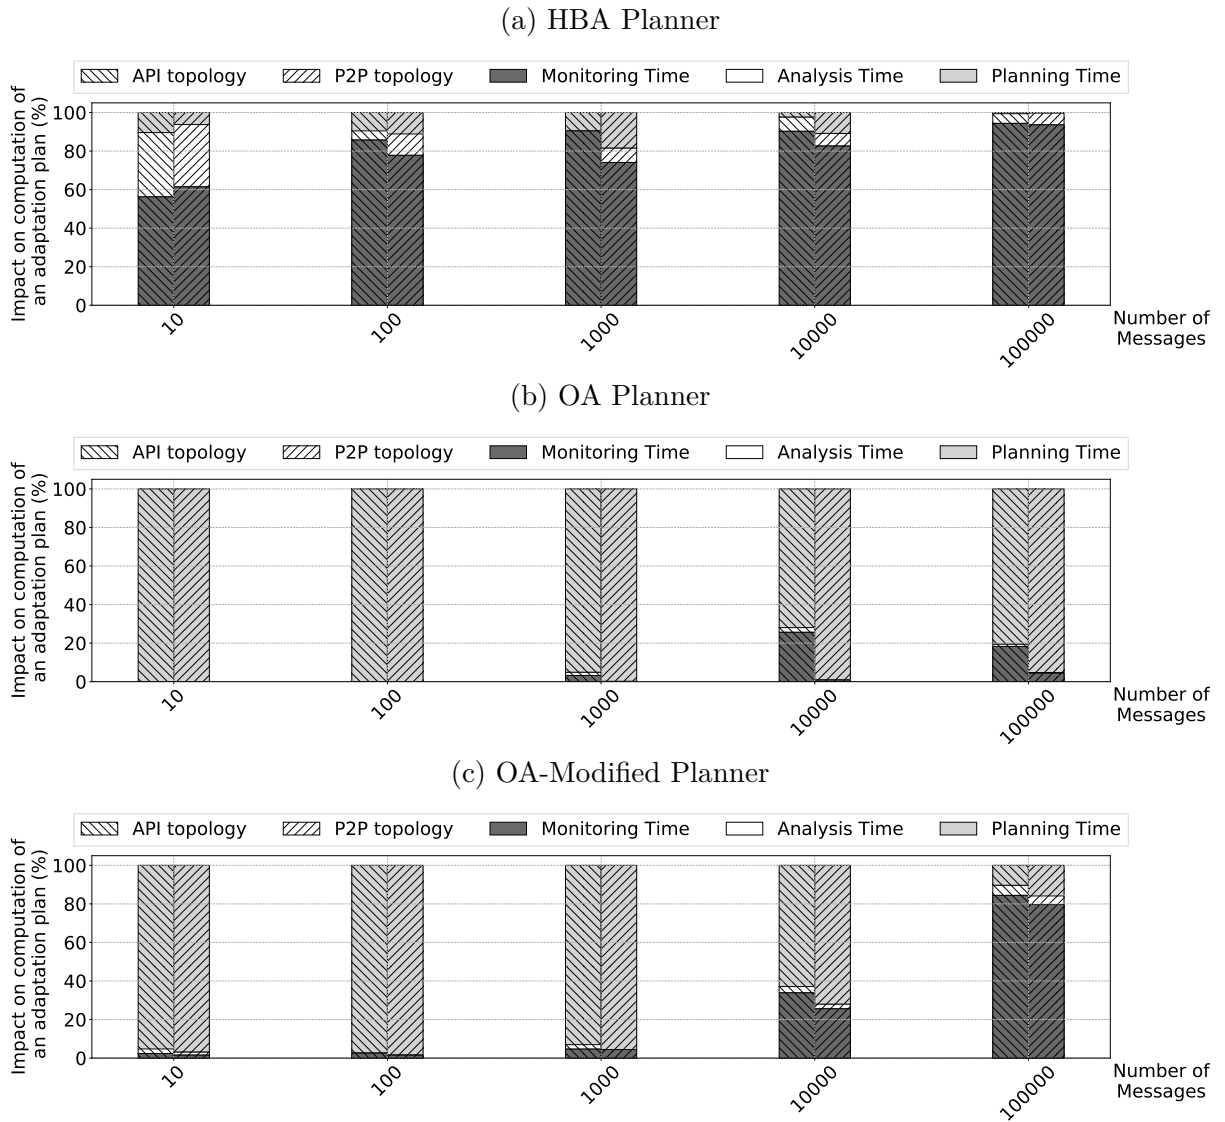 (a) HBA Planner
API topology P2P topology Monitoring Time Analysis Time Planning Time
Impact on computation of
an adaptation plan (%)
100
80
60
40
20
0
10 100 1000 10000 100000
Number of
Messages
(b) OA Planner
API topology P2P topology Monitoring Time Analysis Time Planning Time
Impact on computation of
an adaptation plan (%)
100
80
60
40
20
0
10 100 1000 10000 100000
Number of
Messages
(c) OA-Modified Planner
API topology P2P topology Monitoring Time Analysis Time Planning Time
Impact on computation of
an adaptation plan (%)
100
80
60
40
20
0
10 100 1000 10000 100000
Number of
Messages